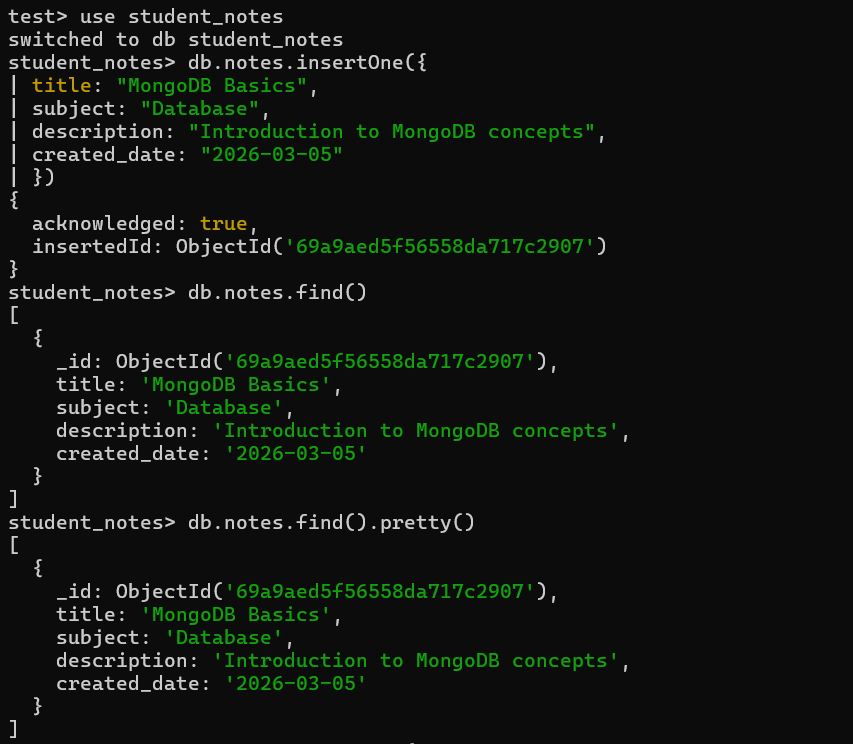 test> use student_notes
switched to db student_notes
student_notes> db.notes.insertOne({
| title: "MongoDB Basics",
| subject: "Database",
| description: "Introduction to MongoDB concepts",
| created_date: "2026-03-05"
| })
{
  acknowledged: true,
  insertedId: ObjectId('69a9aed5f56558da717c2907')
}
student_notes> db.notes.find()
[
  {
    _id: ObjectId('69a9aed5f56558da717c2907'),
    title: 'MongoDB Basics',
    subject: 'Database',
    description: 'Introduction to MongoDB concepts',
    created_date: '2026-03-05'
  }
]
student_notes> db.notes.find().pretty()
[
  {
    _id: ObjectId('69a9aed5f56558da717c2907'),
    title: 'MongoDB Basics',
    subject: 'Database',
    description: 'Introduction to MongoDB concepts',
    created_date: '2026-03-05'
  }
]